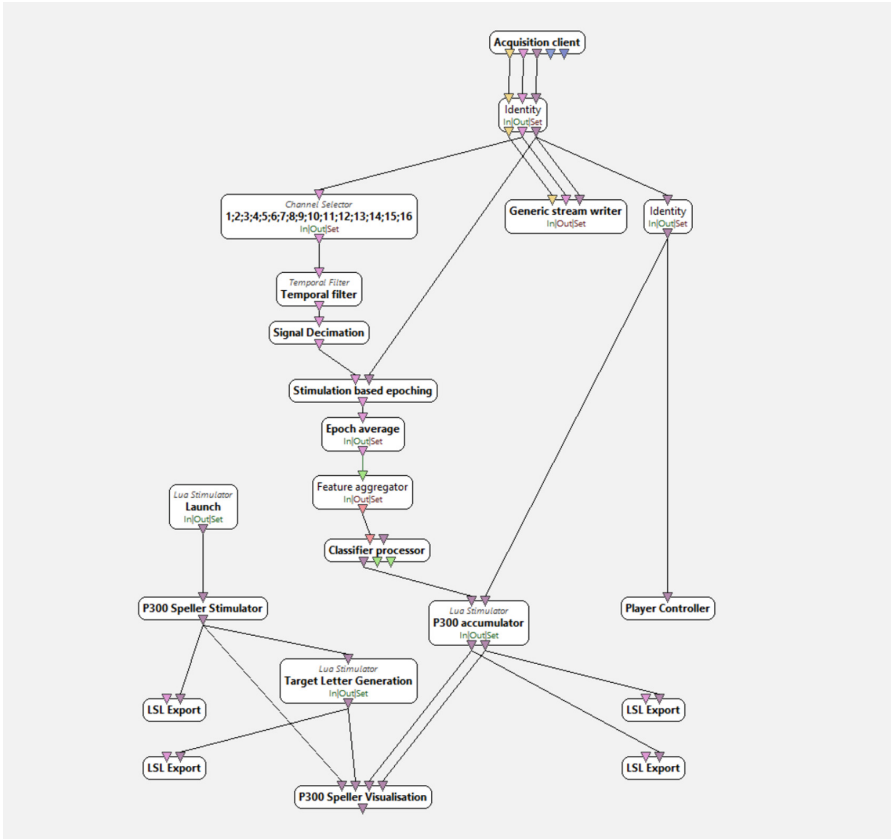 Acquisition client
Identity
In|Out|Set
Channel Selector
1;2;3;4;5;6;7;8;9;10;11;12;13;14;15;16
In|Out|Set
Generic stream writer
In|Out|Set
Identity
In|Out|Set
Temporal Filter
Temporal filter
In|Out|Set
Signal Decimation
Stimulation based epoching
Epoch average
In|Out|Set
Feature aggregator
In|Out|Set
Lua Stimulator
Launch
In|Out|Set
Classifier processor
P300 Speller Stimulator
Lua Stimulator
P300 accumulator
In|Out|Set
Player Controller
Lua Stimulator
Target Letter Generation
In|Out|Set
LSL Export
LSL Export
LSL Export
LSL Export
P300 Speller Visualisation